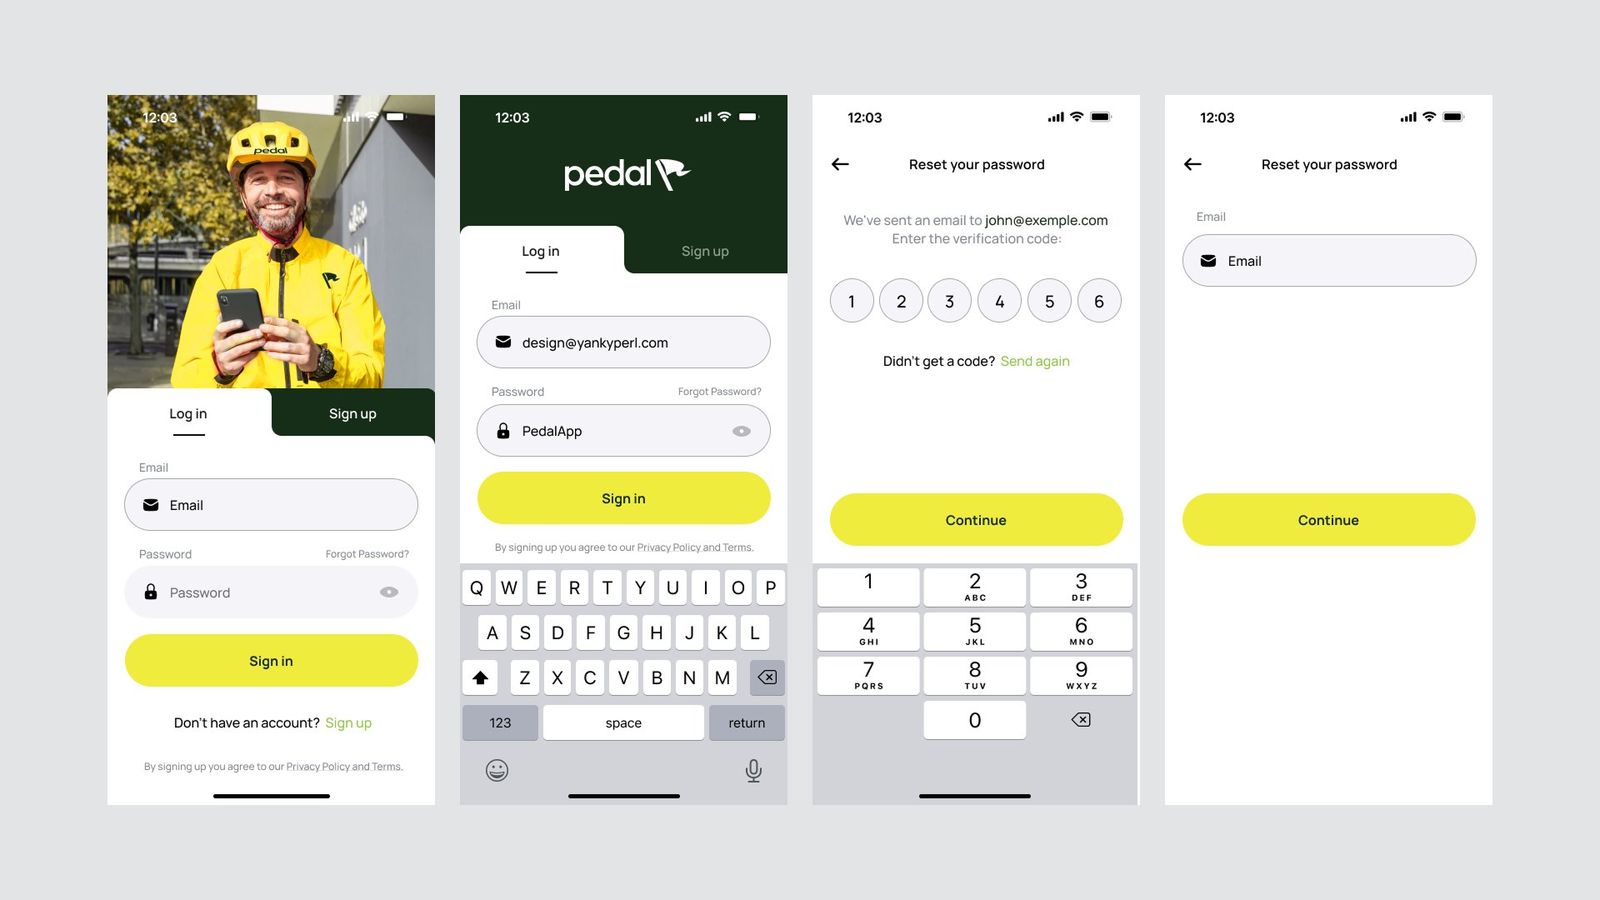 12:03
pedal
Log in
Sign up
Email
Email
Password
Forgot Password?
Password
Sign in
Don't have an account? Sign up
By signing up you agree to our Privacy Policy and Terms.
12:03
pedal
Log in
Sign up
Email
design@yankyperl.com
Password
Forgot Password?
PedalApp
Sign in
By signing up you agree to our Privacy Policy and Terms.
Q W E R T Y U I O P
A S D F G H J K L
Z X C V B N M
123
space
return
12:03
Reset your password
We've sent an email to john@exemple.com
Enter the verification code:
1 2 3 4 5 6
Didn't get a code? Send again
Continue
1 2 3
ABC DEF
4 5 6
GHI JKL MNO
7 8 9
PQRS TUV WXYZ
0
12:03
Reset your password
Email
Email
Continue